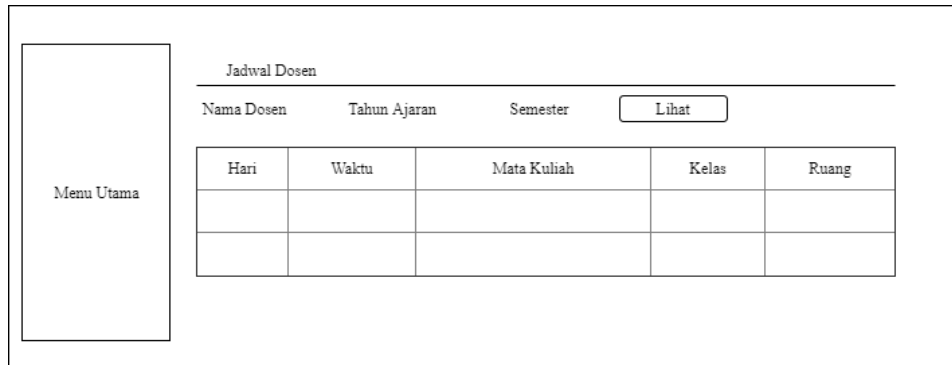 Jadwal Dosen
Nama Dosen Tahun Ajaran Semester Lihat
Hari Waktu Mata Kuliah Kelas Ruang
Menu Utama